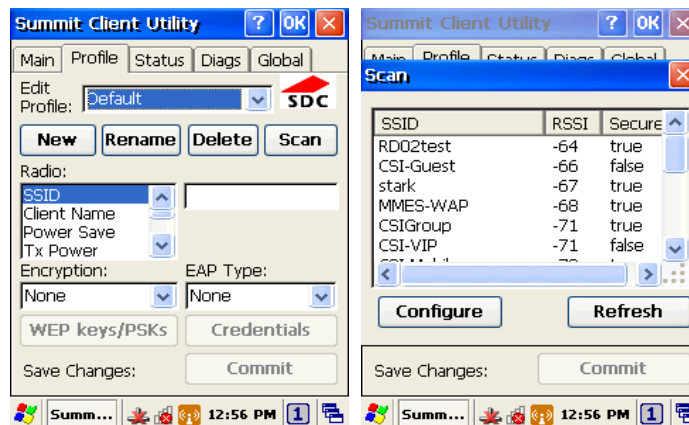 Summit Client Utility ? OK X
Main Profile Status Diags Global
Edit
Profile: Default
SDC
New Rename Delete Scan
Radio:
SSID
Client Name
Power Save
Tx Power
Encryption: EAP Type:
None None
WEP keys/PSKs Credentials
Save Changes: Commit
Summ... 12:56 PM 1
Summit Client Utility ? OK
Main Profile Status Diags Global
Scan X
SSID RSSI Secure
RD02test -64 true
CSI-Guest -66 false
stark -67 true
MMES-WAP -68 true
CSIGroup -71 true
CSI-VIP -71 false
Configure Refresh
Save Changes: Commit
Summ... 12:56 PM 1